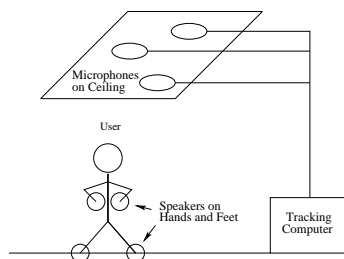 Microphones
on Ceiling
User
Speakers on
Hands and Feet
Tracking
Computer